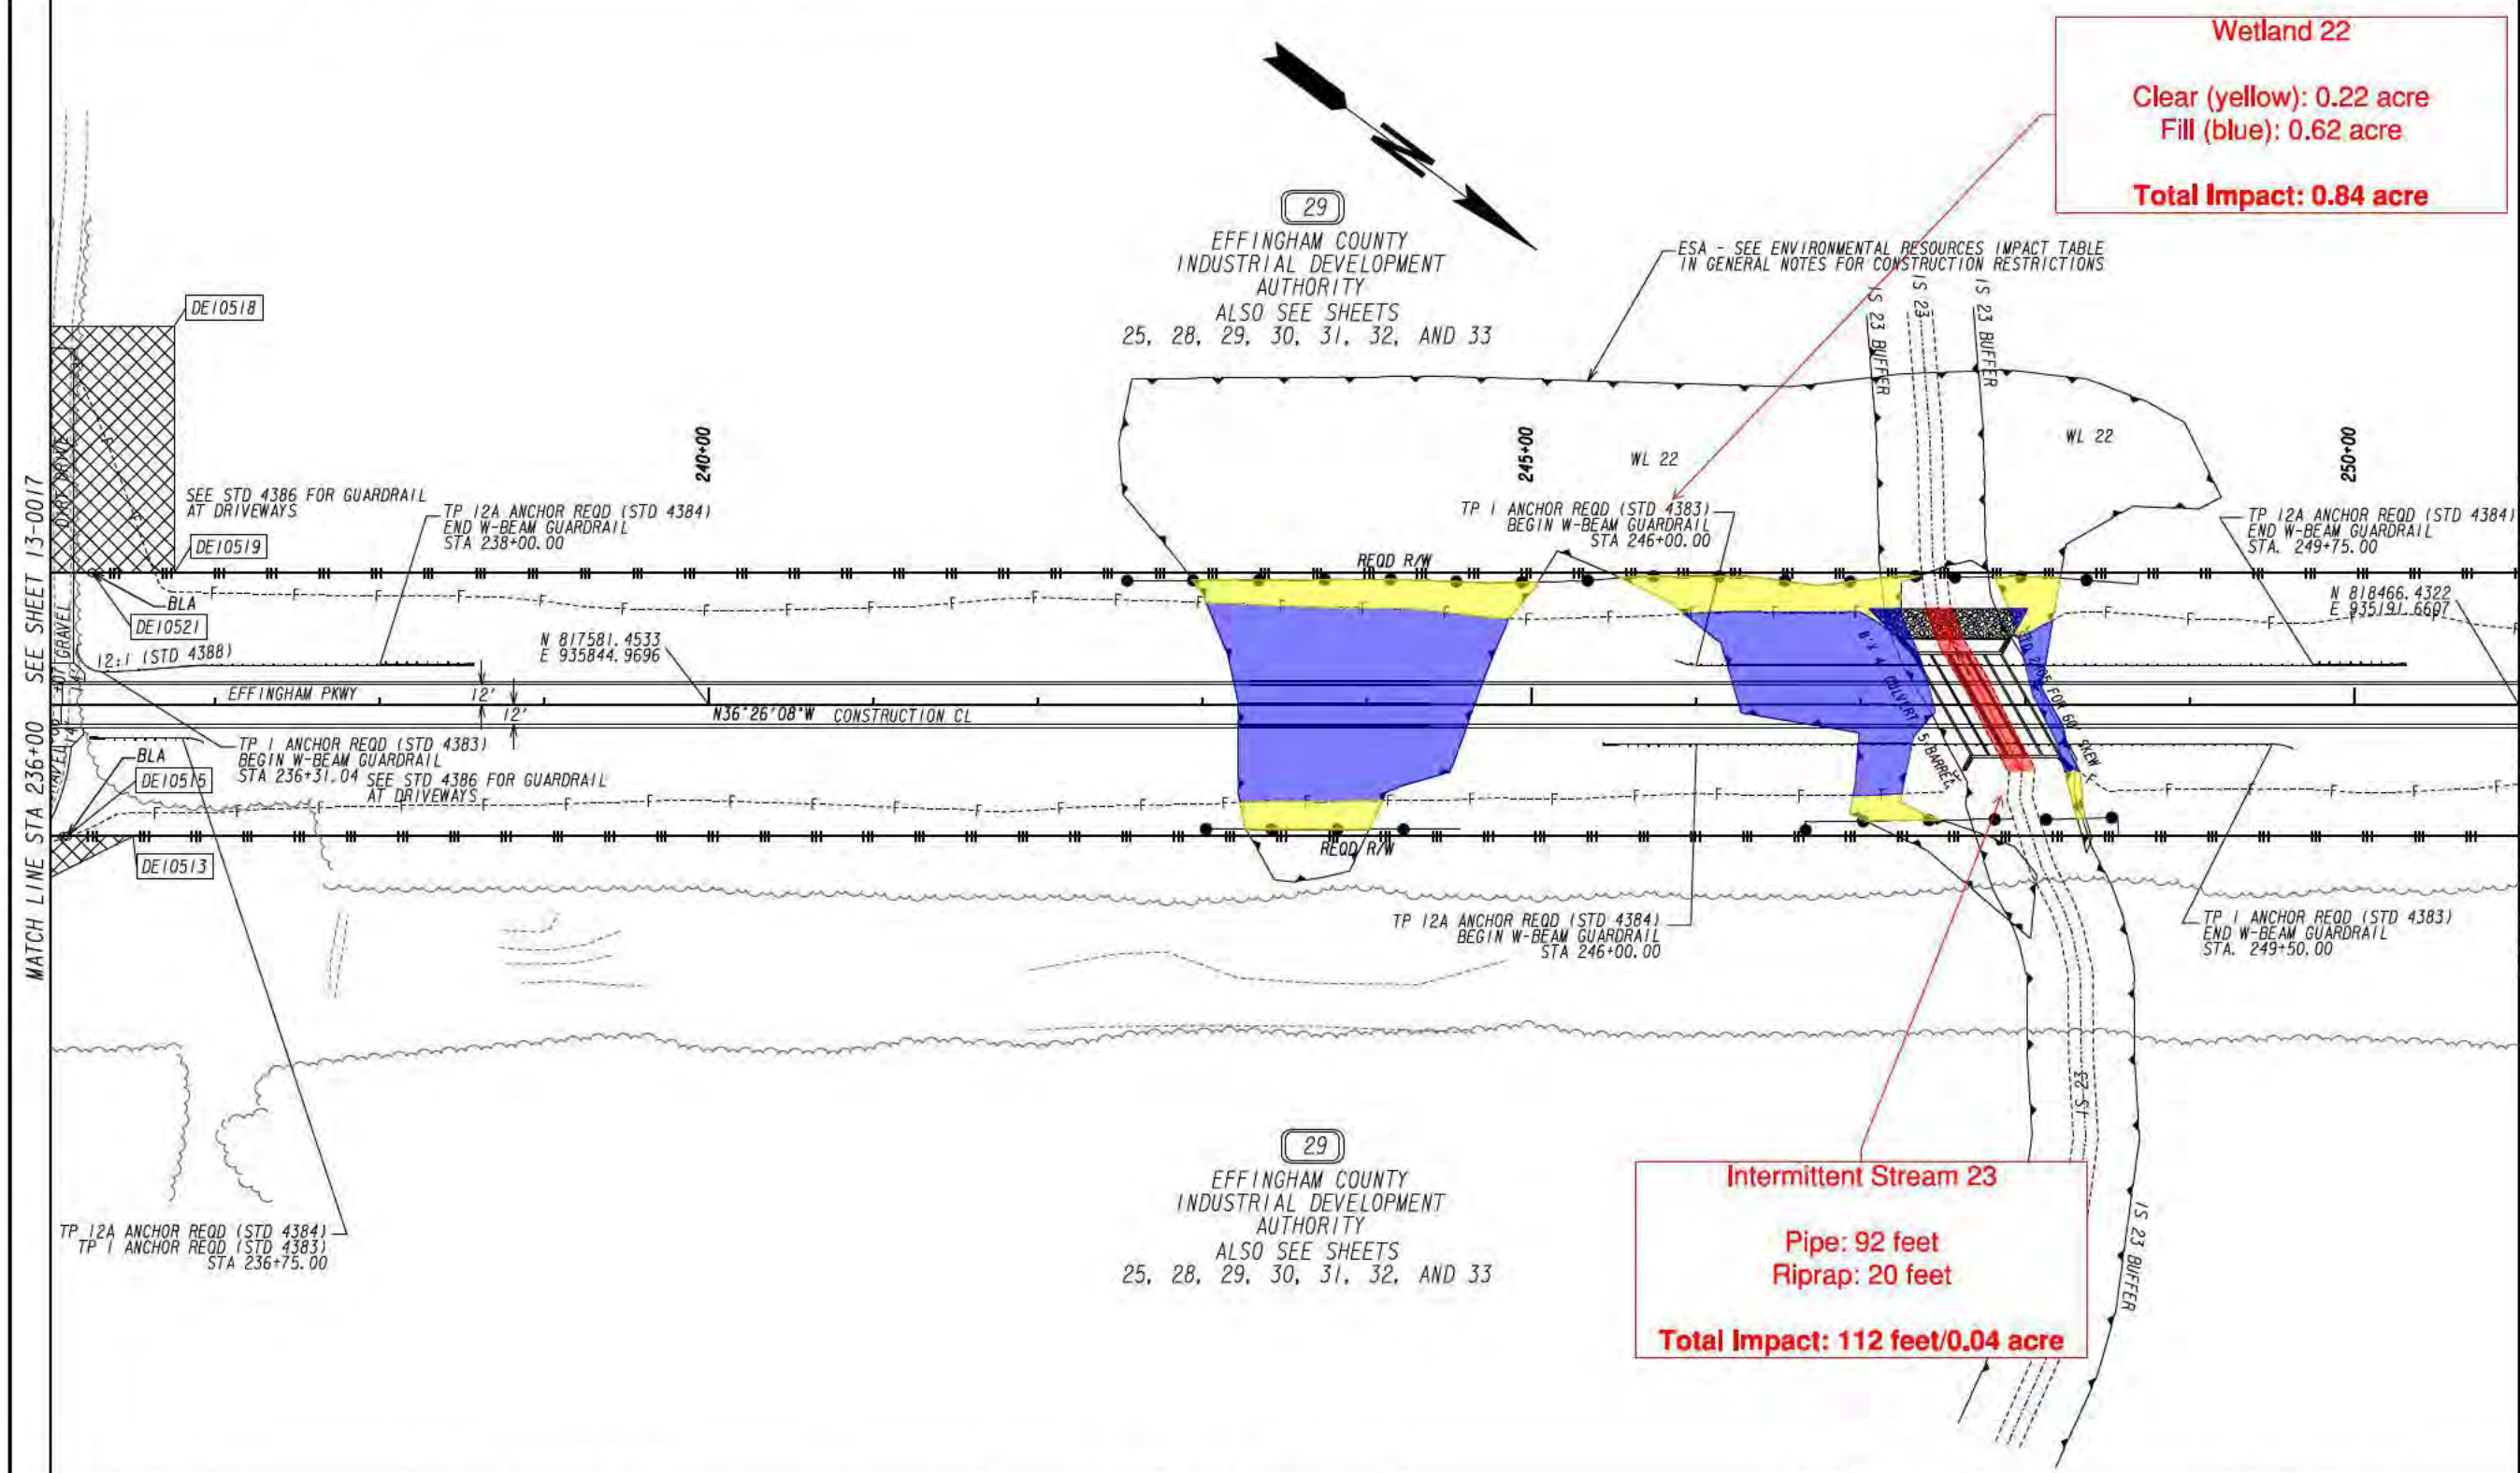 Wetland 22
Clear (yellow): 0.22 acre
Fill (blue): 0.62 acre
Total Impact: 0.84 acre
N
29
EFFINGHAM COUNTY
INDUSTRIAL DEVELOPMENT
AUTHORITY
ALSO SEE SHEETS
25, 28, 29, 30, 31, 32, AND 33
ESA - SEE ENVIRONMENTAL RESOURCES IMPACT TABLE
IN GENERAL NOTES FOR CONSTRUCTION RESTRICTIONS
IS 23 BUFFER
IS 23
IS 23 BUFFER
DE10518
DIRT DRIVE
SEE STD 4386 FOR GUARDRAIL
AT DRIVEWAYS
DE10519
TP 12A ANCHOR REQD (STD 4384)
END W-BEAM GUARDRAIL
STA 238+00.00
240+00
245+00
250+00
WL 22
WL 22
TP 1 ANCHOR REQD (STD 4383)
BEGIN W-BEAM GUARDRAIL
STA 246+00.00
TP 12A ANCHOR REQD (STD 4384)
END W-BEAM GUARDRAIL
STA. 249+75.00
REQD R/W
BLA
DE10521
GRAVEL
12:1 (STD 4388)
N 817581.4533
E 935844.9696
N 818466.4322
E 935191.6607
EFFINGHAM PKWY
12'
12'
N36°26'08"W CONSTRUCTION CL
8' X 4' CULVERT 5-BARREL
FOR 60° SKEW
BLA
DE10515
TP 1 ANCHOR REQD (STD 4383)
BEGIN W-BEAM GUARDRAIL
STA 236+31.04
SEE STD 4386 FOR GUARDRAIL
AT DRIVEWAYS
DE10513
REQD R/W
MATCH LINE STA 236+00 SEE SHEET 13-0017
TP 12A ANCHOR REQD (STD 4384)
BEGIN W-BEAM GUARDRAIL
STA 246+00.00
TP 1 ANCHOR REQD (STD 4383)
END W-BEAM GUARDRAIL
STA. 249+50.00
IS 23
IS 23 BUFFER
TP 12A ANCHOR REQD (STD 4384)
TP 1 ANCHOR REQD (STD 4383)
STA 236+75.00
29
EFFINGHAM COUNTY
INDUSTRIAL DEVELOPMENT
AUTHORITY
ALSO SEE SHEETS
25, 28, 29, 30, 31, 32, AND 33
Intermittent Stream 23
Pipe: 92 feet
Riprap: 20 feet
Total Impact: 112 feet/0.04 acre